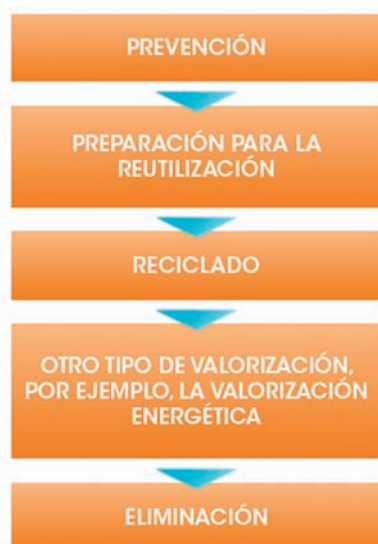 PREVENCIÓN
PREPARACIÓN PARA LA
REUTILIZACIÓN
RECICLADO
OTRO TIPO DE VALORIZACIÓN,
POR EJEMPLO, LA VALORIZACIÓN
ENERGÉTICA
ELIMINACIÓN